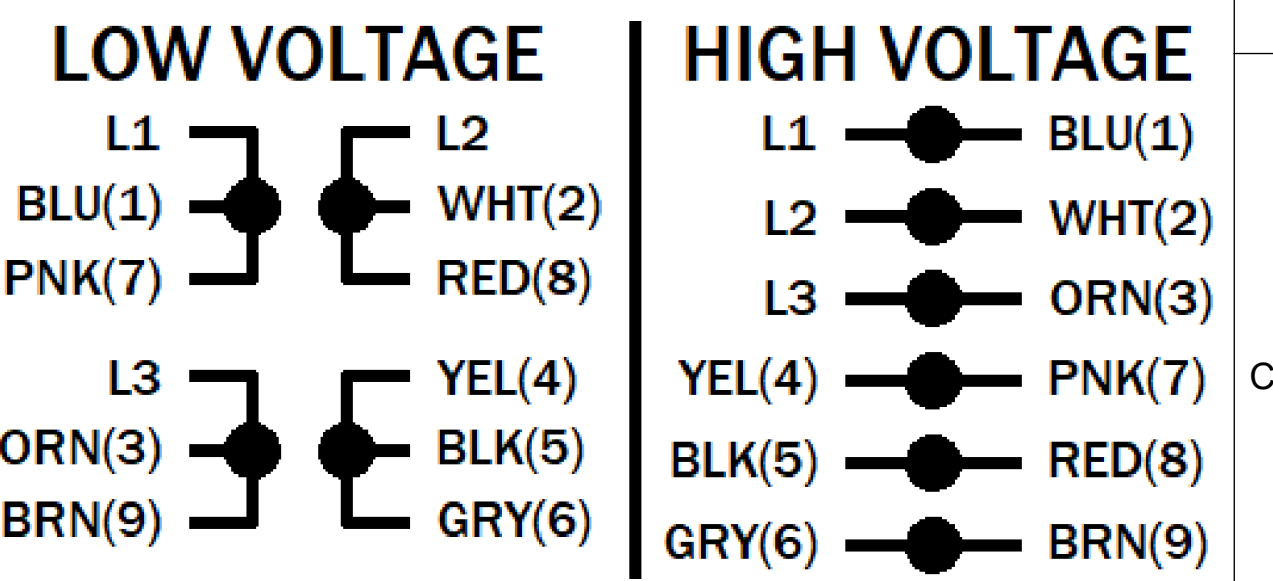 LOW VOLTAGE
L1 L2
BLU(1) WHT(2)
PNK(7) RED(8)
L3 YEL(4)
ORN(3) BLK(5)
BRN(9) GRY(6)
HIGH VOLTAGE
L1 BLU(1)
L2 WHT(2)
L3 ORN(3)
YEL(4) PNK(7)
BLK(5) RED(8)
GRY(6) BRN(9)
C